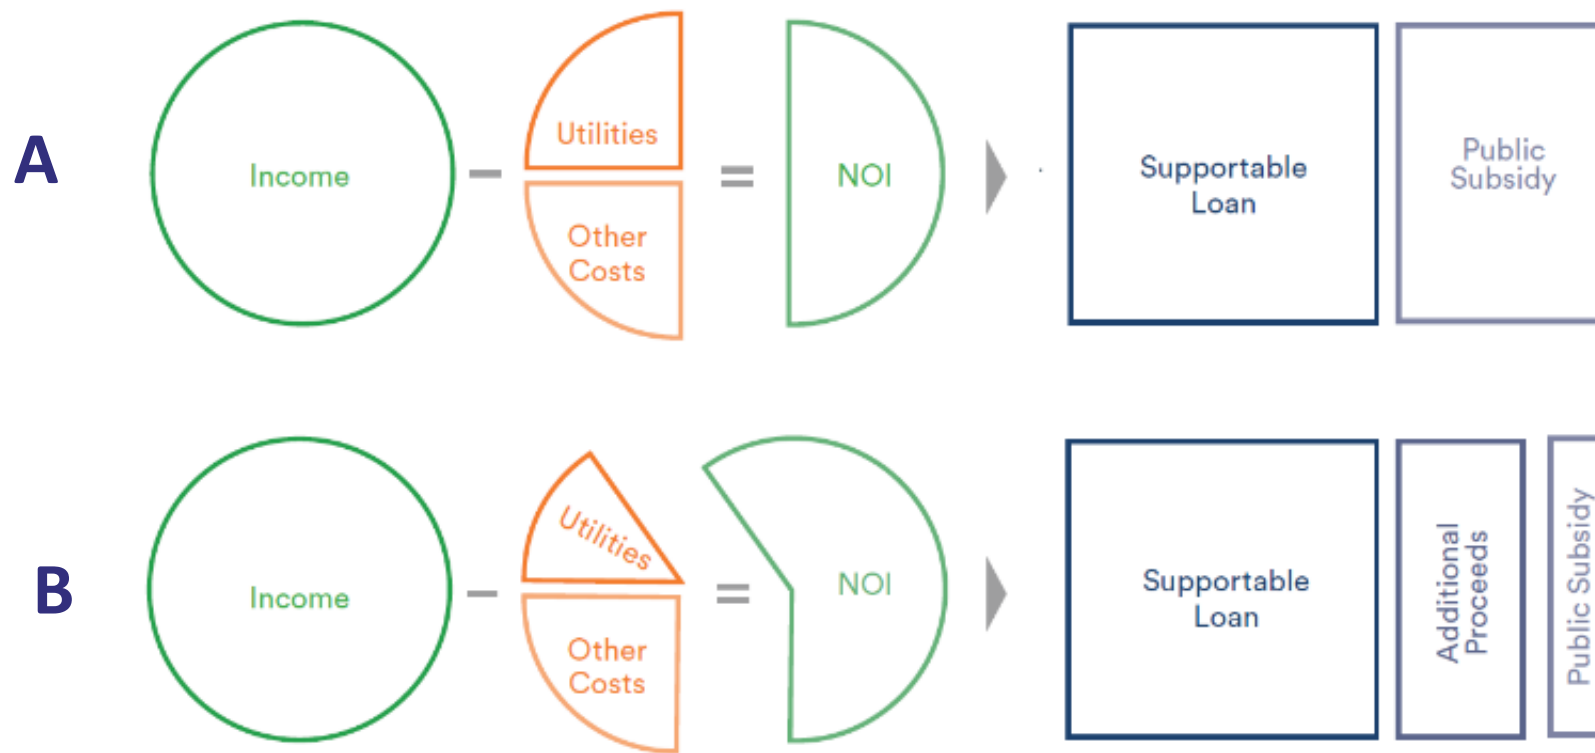 A
Income
Utilities
Other
Costs
NOI
Supportable
Loan
Public
Subsidy
B
Income
Utilities
Other
Costs
NOI
Supportable
Loan
Additional
Proceeds
Public Subsidy